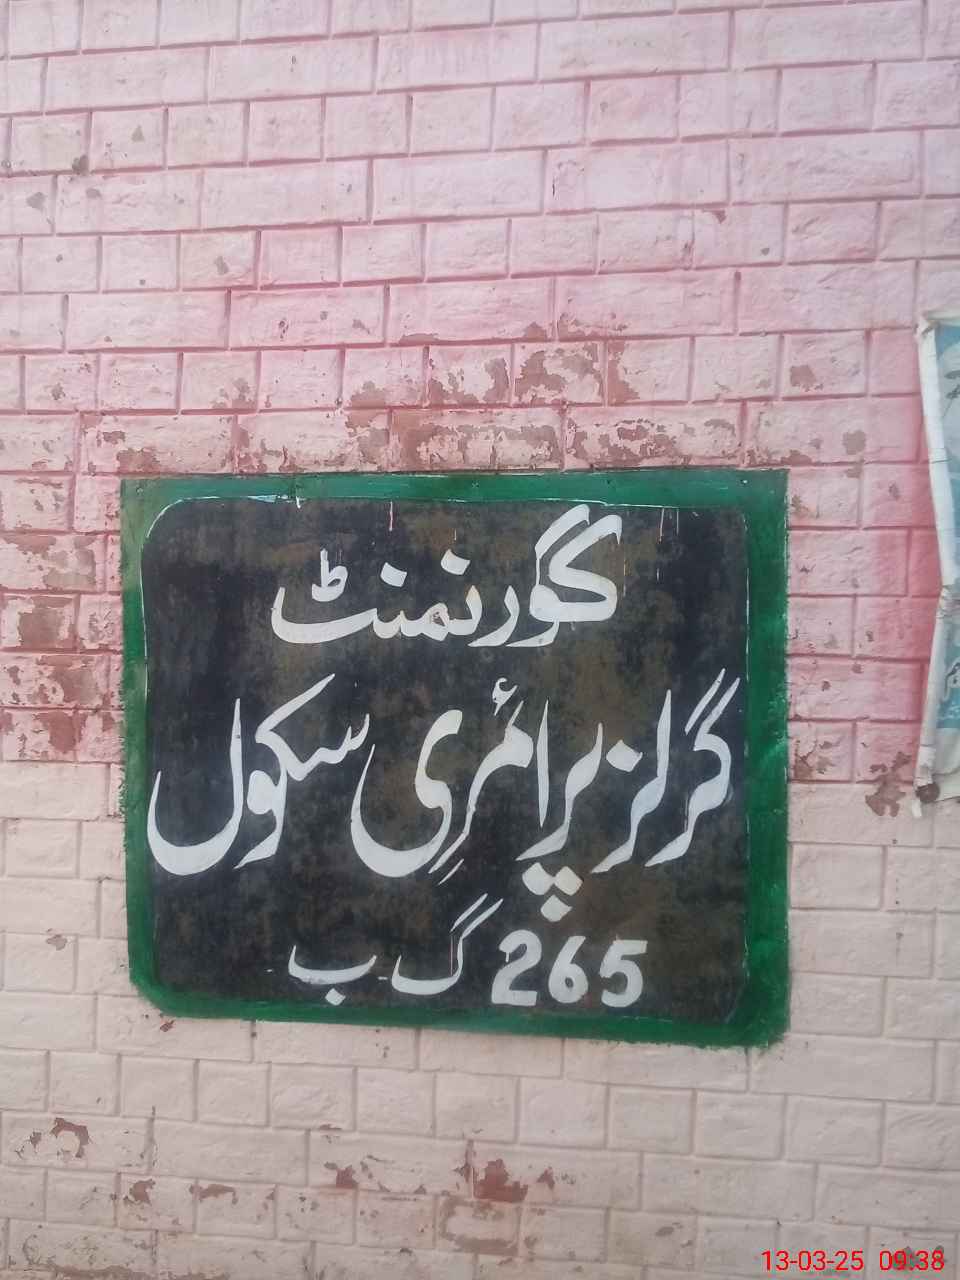 گورنمنٹ
گرلز پرائمری سکول
265 گ ب
13-03-25 09:38